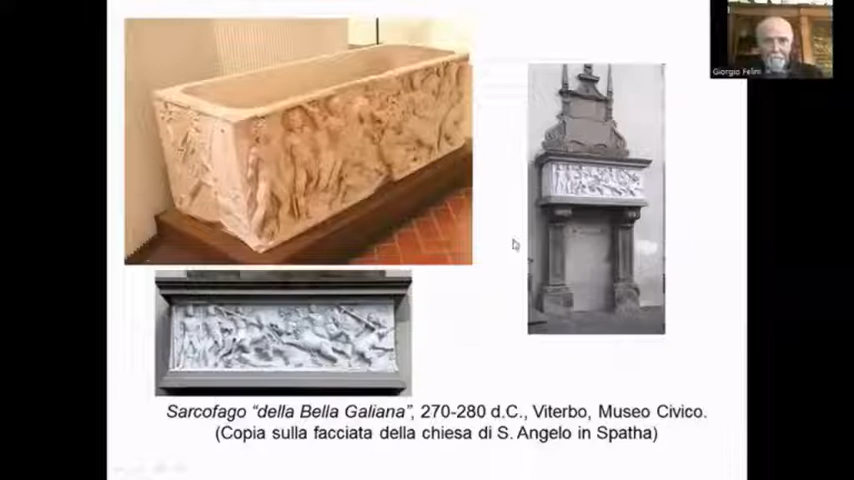 Giorgio Felini
Sarcofago “della Bella Galiana”, 270-280 d.C., Viterbo, Museo Civico.
(Copia sulla facciata della chiesa di S. Angelo in Spatha)